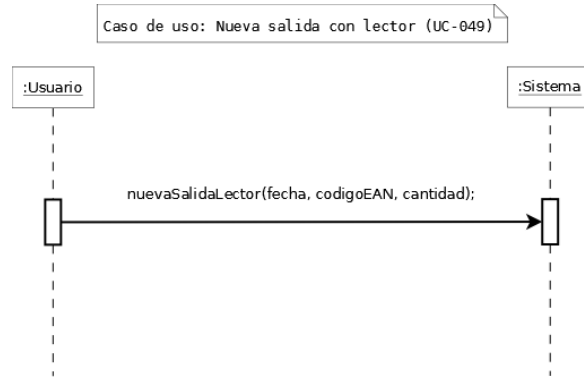 Caso de uso: Nueva salida con lector (UC-049)
:Usuario
:Sistema
nuevaSalidaLector(fecha, codigoEAN, cantidad);